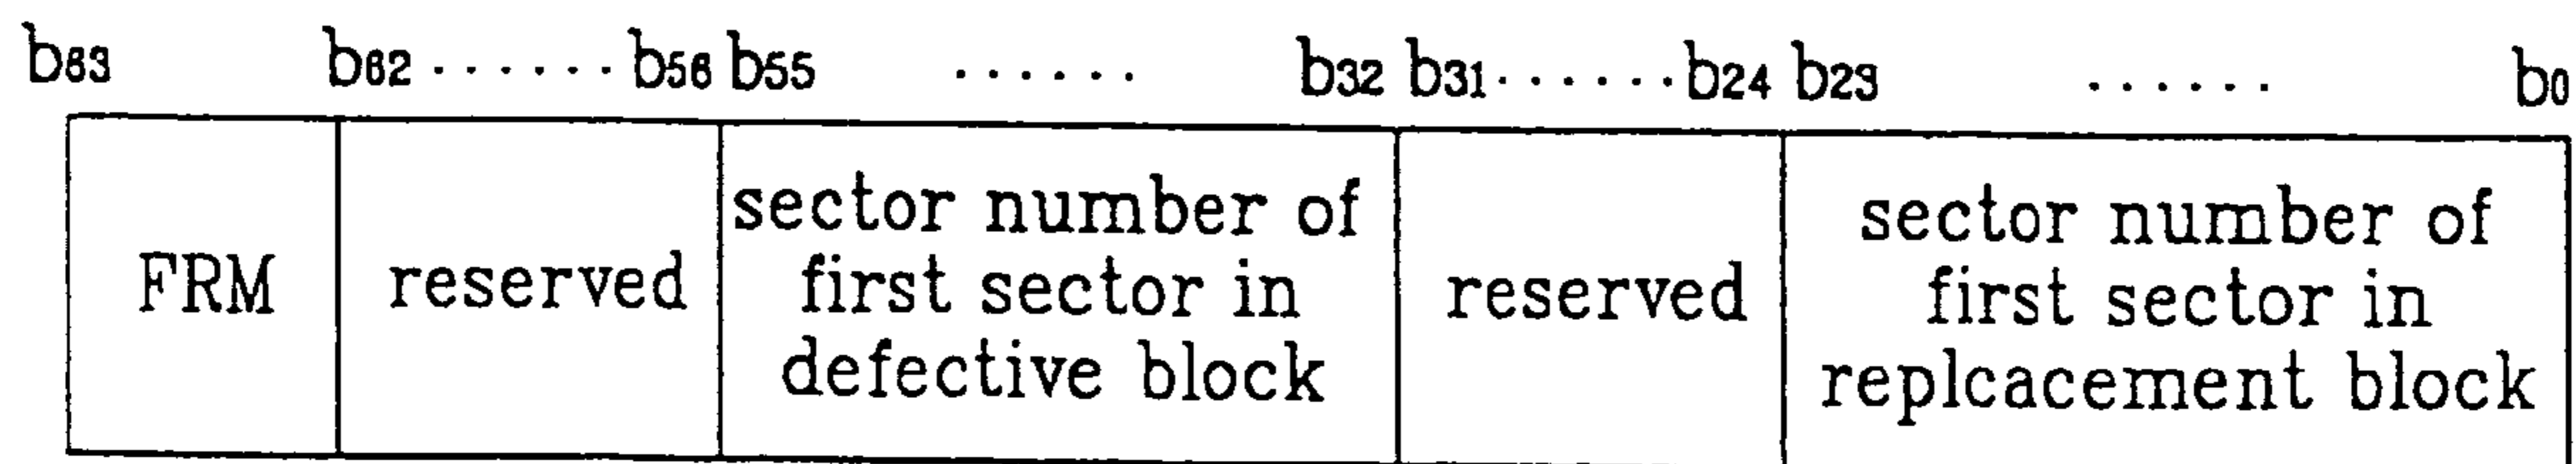 b63 b62 ...... b56 b55 ...... b32 b31 ...... b24 b23 ...... b0
FRM
reserved
sector number of
first sector in
defective block
reserved
sector number of
first sector in
replcacement block